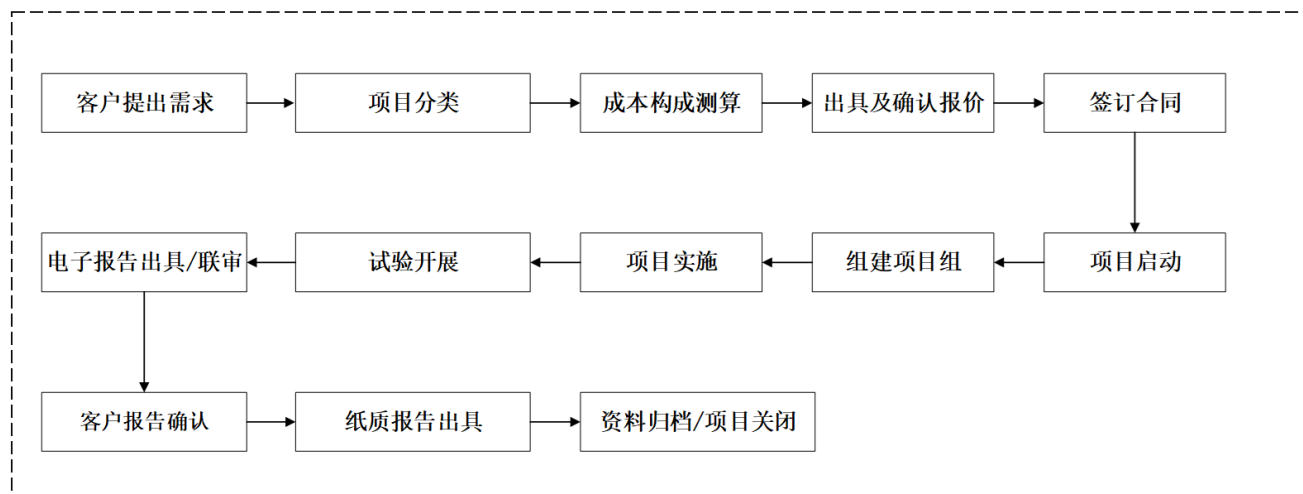 客户提出需求
项目分类
成本构成测算
出具及确认报价
签订合同
电子报告出具/联审
试验开展
项目实施
组建项目组
项目启动
客户报告确认
纸质报告出具
资料归档/项目关闭